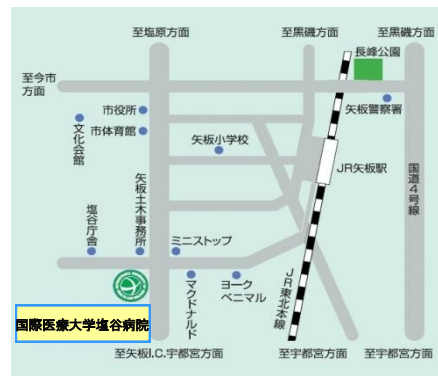 至塩原方面
至黒磯方面
至黒磯方面
長峰公園
至今市
方面
市役所
矢板警察署
文化会館
市体育館
矢板小学校
JR矢板駅
国道4号線
塩谷庁舎
矢板土木事務所
ミニストップ
マクドナルド
ヨーク
ベニマル
JR東北本線
国際医療大学塩谷病院
至矢板I.C.宇都宮方面
至宇都宮方面
至宇都宮方面